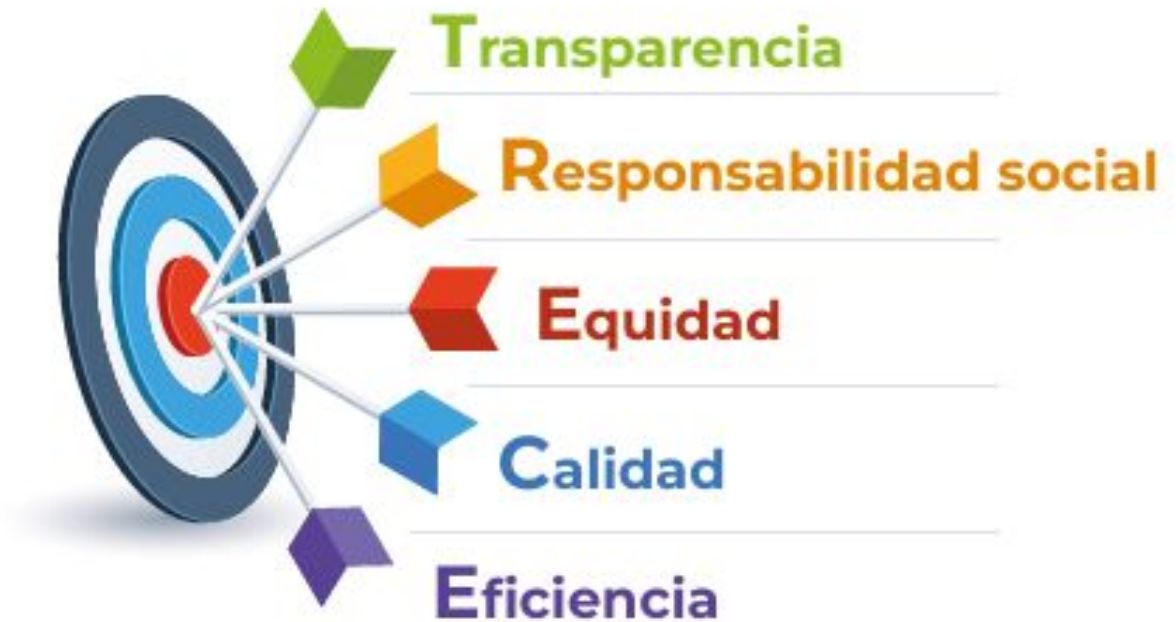 Transparencia
Responsabilidad social
Equidad
Calidad
Eficiencia